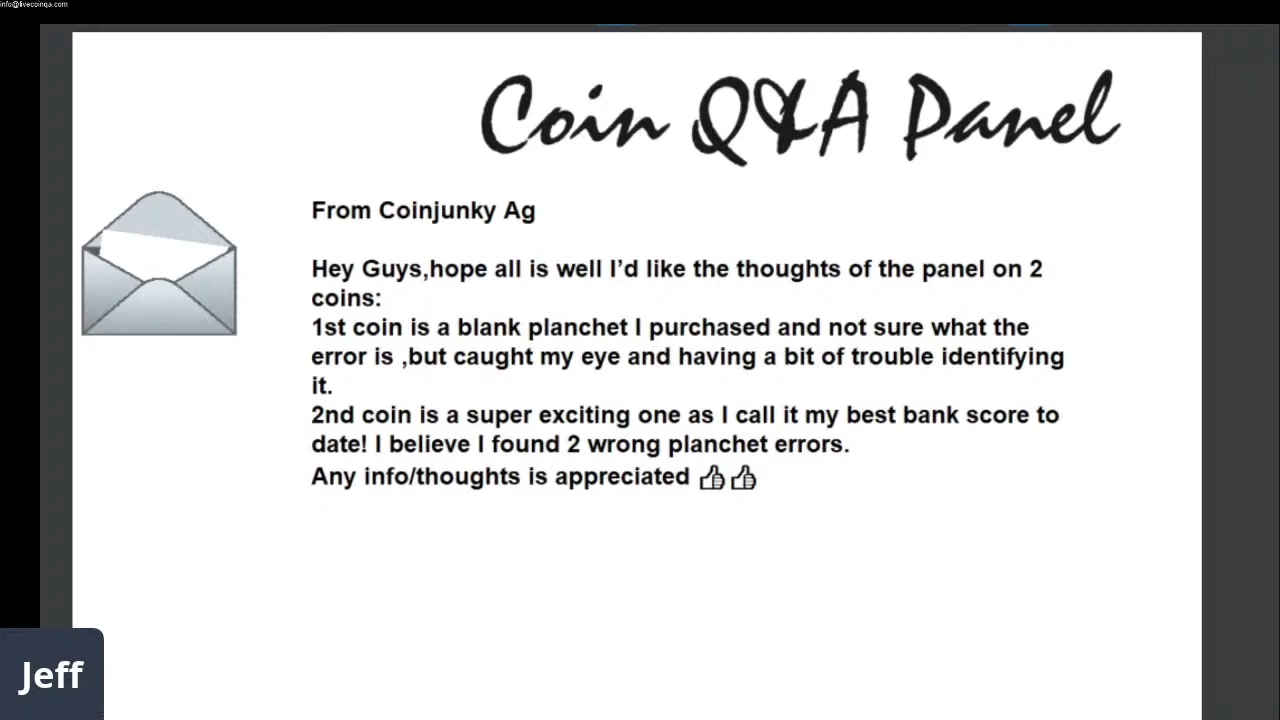 info@livecoinqa.com
Coin Q&A Panel
From Coinjunky Ag
Hey Guys,hope all is well I’d like the thoughts of the panel on 2
coins:
1st coin is a blank planchet I purchased and not sure what the
error is ,but caught my eye and having a bit of trouble identifying
it.
2nd coin is a super exciting one as I call it my best bank score to
date! I believe I found 2 wrong planchet errors.
Any info/thoughts is appreciated 👍👍
Jeff